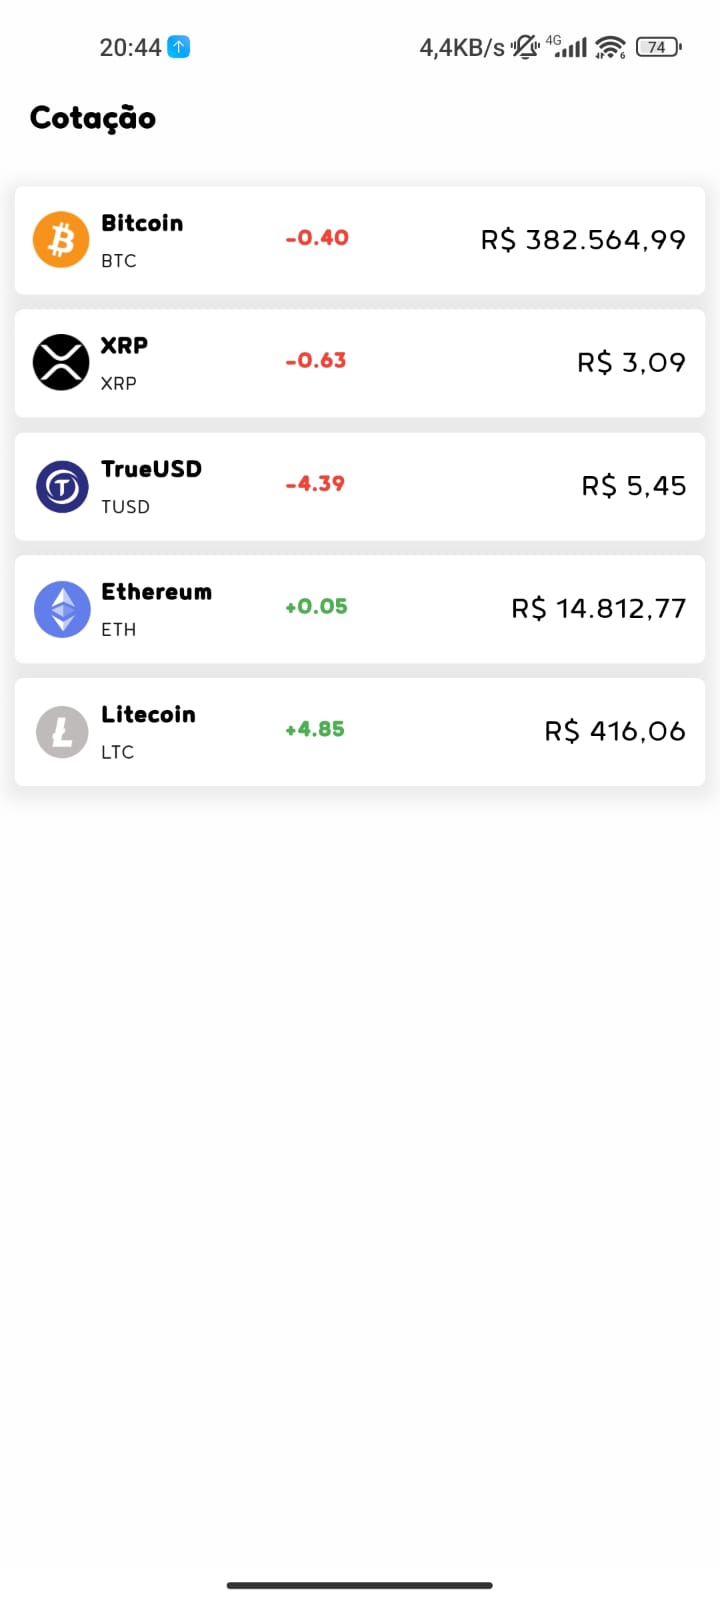 20:44 4,4KB/s 4G 6 74
Cotação
Bitcoin
BTC
-0.40
R$ 382.564,99
XRP
XRP
-0.63
R$ 3,09
TrueUSD
TUSD
-4.39
R$ 5,45
Ethereum
ETH
+0.05
R$ 14.812,77
Litecoin
LTC
+4.85
R$ 416,06